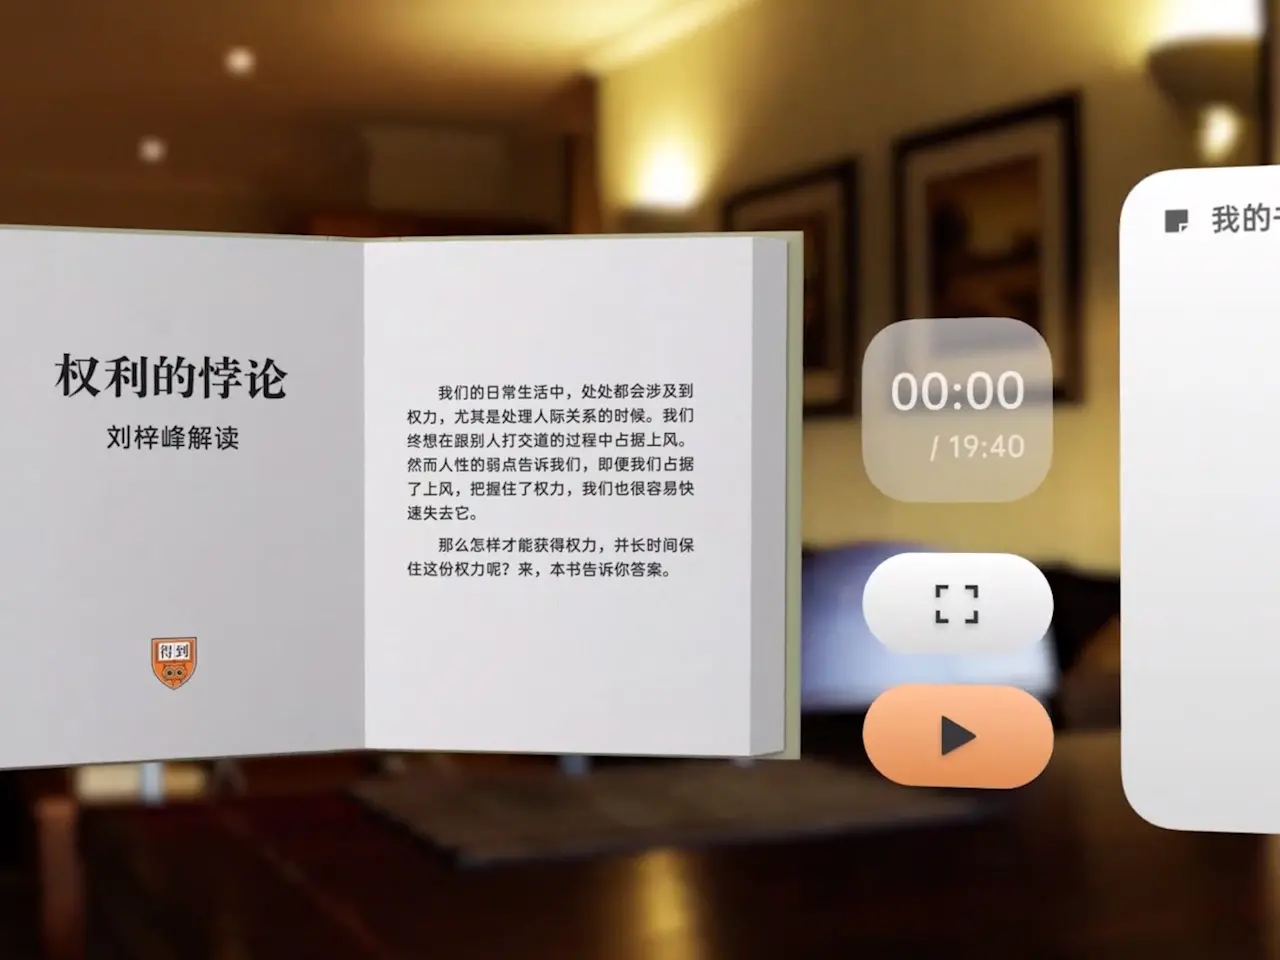 权利的悖论
刘梓峰解读
得到
我们的日常生活中，处处都会涉及到
权力，尤其是处理人际关系的时候。我们
终想在跟别人打交道的过程中占据上风。
然而人性的弱点告诉我们，即便我们占据
了上风，把握住了权力，我们也很容易快
速失去它。
那么怎样才能获得权力，并长时间保
住这份权力呢？来，本书告诉你答案。
00:00
/ 19:40
我的